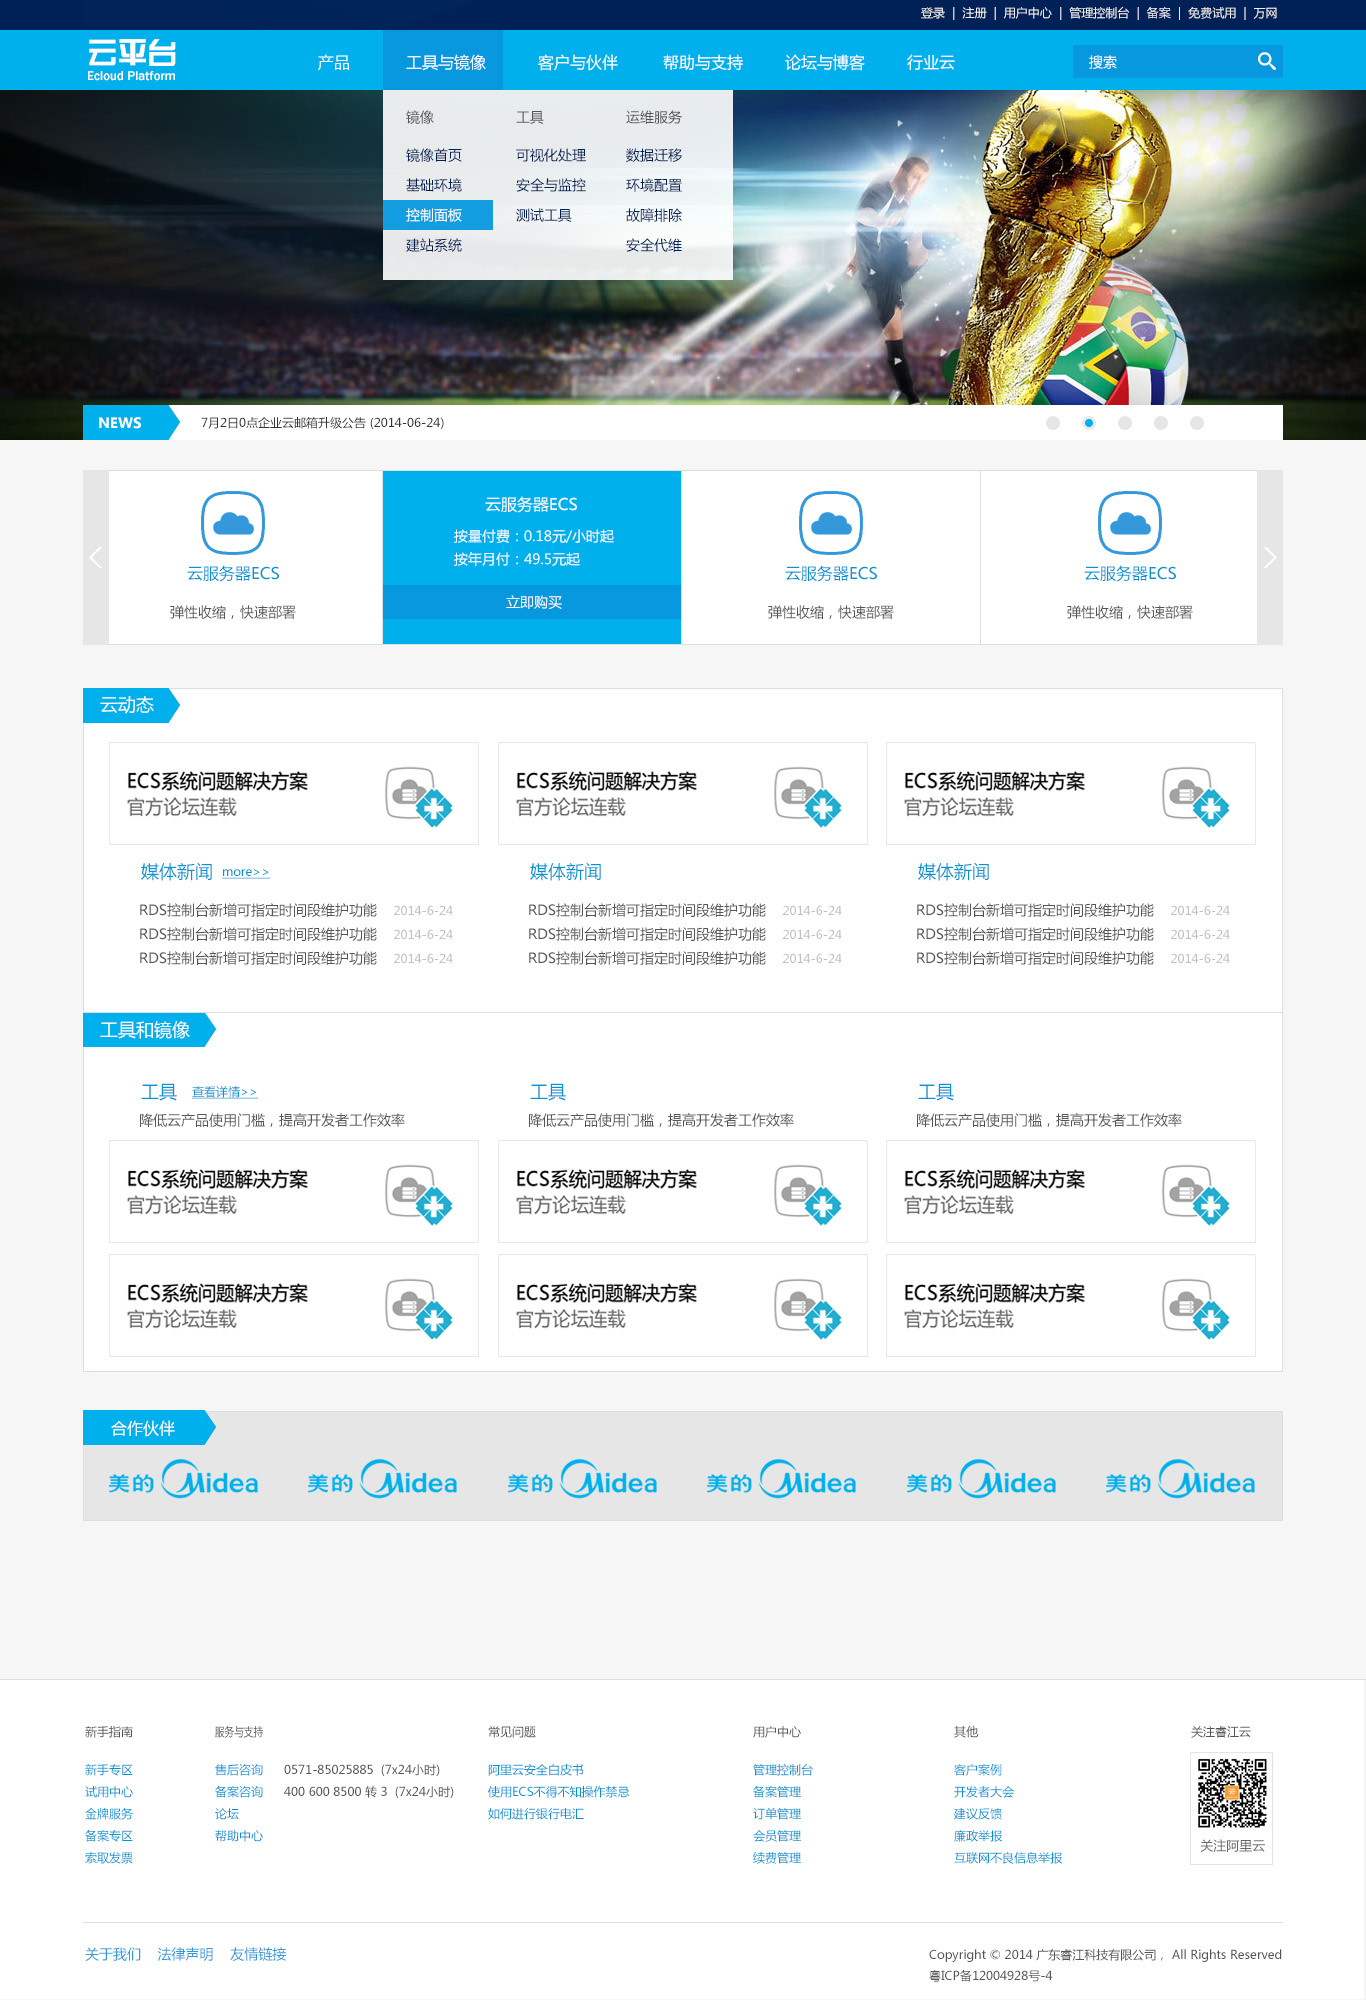 登录 | 注册 | 用户中心 | 管理控制台 | 备案 | 免费试用 | 万网
云平台
Ecloud Platform
产品 工具与镜像 客户与伙伴 帮助与支持 论坛与博客 行业云 搜索
镜像 工具 运维服务
镜像首页 可视化处理 数据迁移
基础环境 安全与监控 环境配置
控制面板 测试工具 故障排除
建站系统 安全代维
NEWS 7月2日0点企业云邮箱升级公告 (2014-06-24)
云服务器ECS
弹性收缩，快速部署
云服务器ECS
按量付费：0.18元/小时起
按年月付：49.5元起
立即购买
云服务器ECS
弹性收缩，快速部署
云服务器ECS
弹性收缩，快速部署
云动态
ECS系统问题解决方案 ECS系统问题解决方案 ECS系统问题解决方案
官方论坛连载 官方论坛连载 官方论坛连载
媒体新闻 more>> 媒体新闻 媒体新闻
RDS控制台新增可指定时间段维护功能 2014-6-24 RDS控制台新增可指定时间段维护功能 2014-6-24 RDS控制台新增可指定时间段维护功能 2014-6-24
RDS控制台新增可指定时间段维护功能 2014-6-24 RDS控制台新增可指定时间段维护功能 2014-6-24 RDS控制台新增可指定时间段维护功能 2014-6-24
RDS控制台新增可指定时间段维护功能 2014-6-24 RDS控制台新增可指定时间段维护功能 2014-6-24 RDS控制台新增可指定时间段维护功能 2014-6-24
工具和镜像
工具 查看详情>> 工具 工具
降低云产品使用门槛，提高开发者工作效率 降低云产品使用门槛，提高开发者工作效率 降低云产品使用门槛，提高开发者工作效率
ECS系统问题解决方案 ECS系统问题解决方案 ECS系统问题解决方案
官方论坛连载 官方论坛连载 官方论坛连载
ECS系统问题解决方案 ECS系统问题解决方案 ECS系统问题解决方案
官方论坛连载 官方论坛连载 官方论坛连载
合作伙伴
美的 Midea 美的 Midea 美的 Midea 美的 Midea 美的 Midea 美的 Midea
新手指南 服务与支持 常见问题 用户中心 其他 关注睿江云
新手专区 售后咨询 0571-85025885 (7x24小时) 阿里云安全白皮书 管理控制台 客户案例
试用中心 备案咨询 400 600 8500 转 3 (7x24小时) 使用ECS不得不知操作禁忌 备案管理 开发者大会
金牌服务 论坛 如何进行银行电汇 订单管理 建议反馈
备案专区 帮助中心 会员管理 廉政举报
索取发票 续费管理 互联网不良信息举报
关注阿里云
关于我们 法律声明 友情链接
Copyright © 2014 广东睿江科技有限公司， All Rights Reserved
粤ICP备12004928号-4